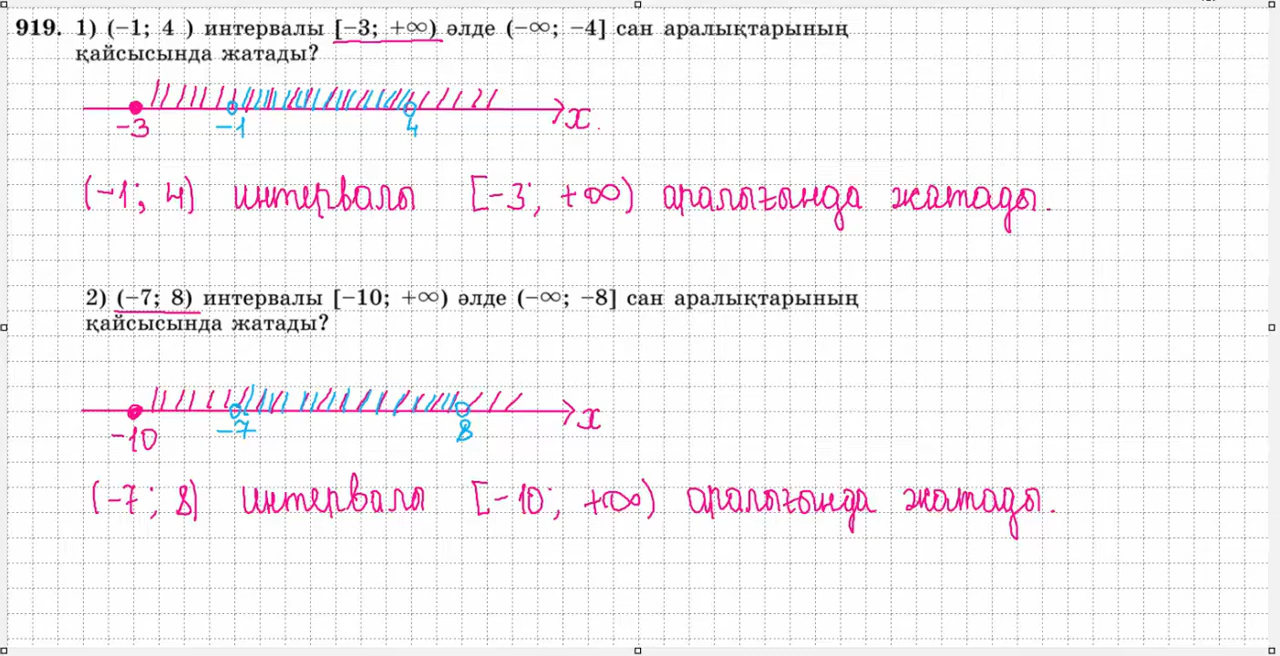 919. 1) (−1; 4 ) интервалы [−3; +∞) әлде (−∞; −4] сан аралықтарының
қайсысында жатады?
−3 −1 4 x
(−1; 4) интервалы [−3; +∞) аралығында жатады.
2) (−7; 8) интервалы [−10; +∞) әлде (−∞; −8] сан аралықтарының
қайсысында жатады?
−10 −7 8 x
(−7; 8) интервалы [−10; +∞) аралығында жатады.